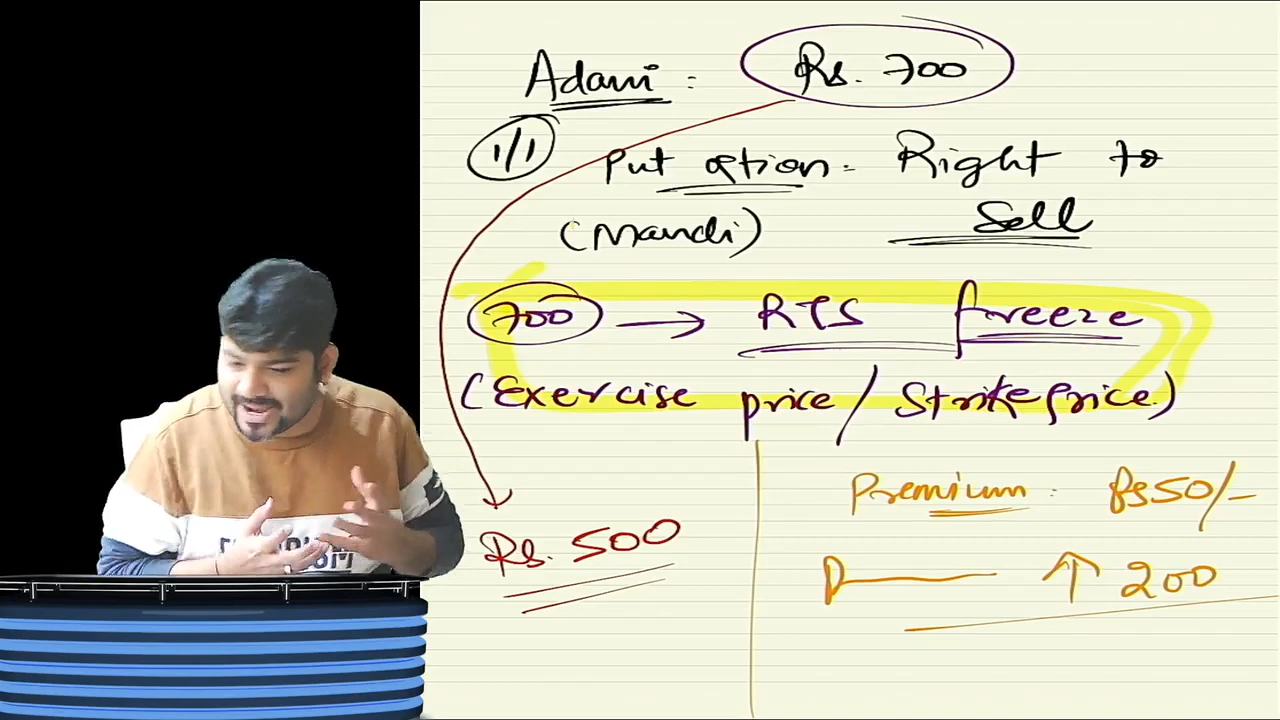 Adani : Rs. 700
1/1 Put option = Right to
(Mandi) Sell
700 → RTS freeze
(Exercise price / Strike price)
Premium : Rs 50/-
Rs. 500
P ↑ 200